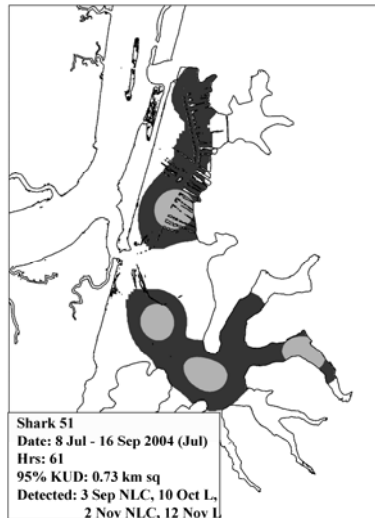 Shark 51
Date: 8 Jul - 16 Sep 2004 (Jul)
Hrs: 61
95% KUD: 0.73 km sq
Detected: 3 Sep NLC, 10 Oct L,
2 Nov NLC, 12 Nov L